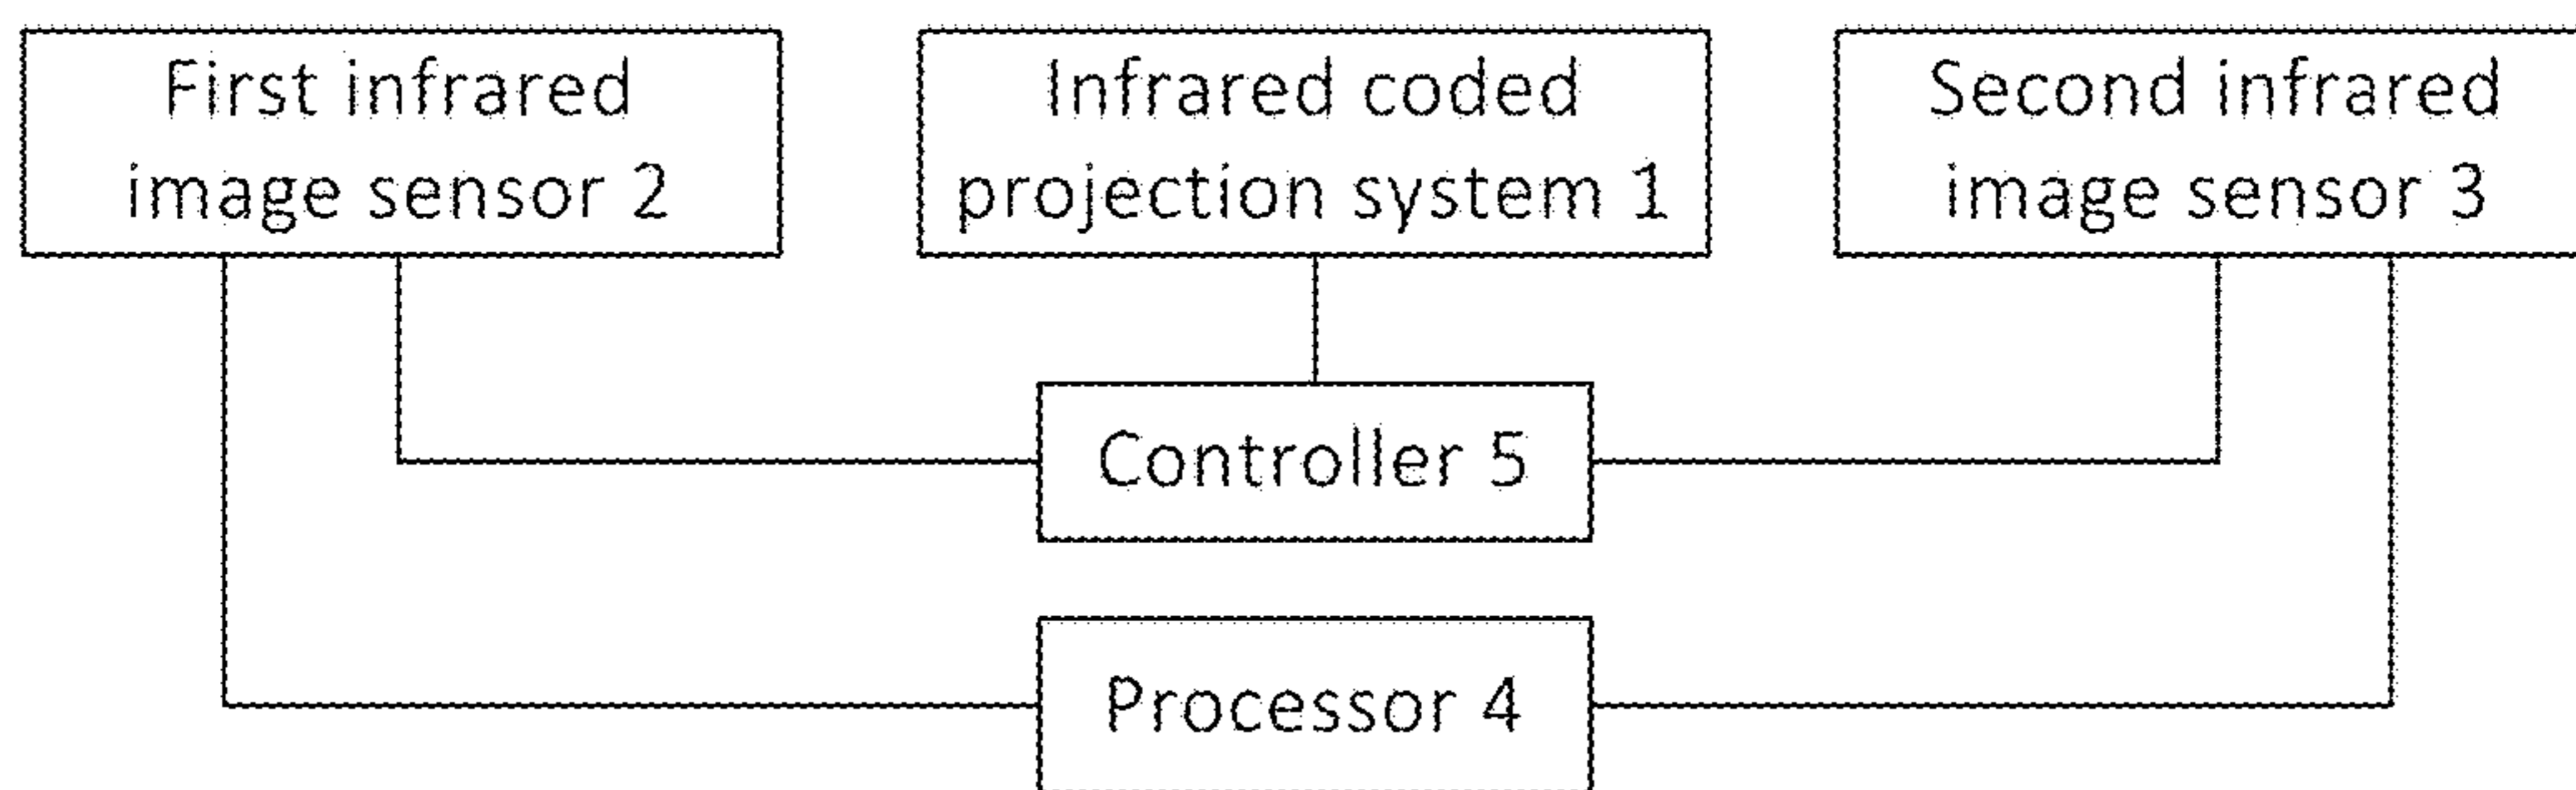 First infrared
image sensor 2
Infrared coded
projection system 1
Second infrared
image sensor 3
Controller 5
Processor 4